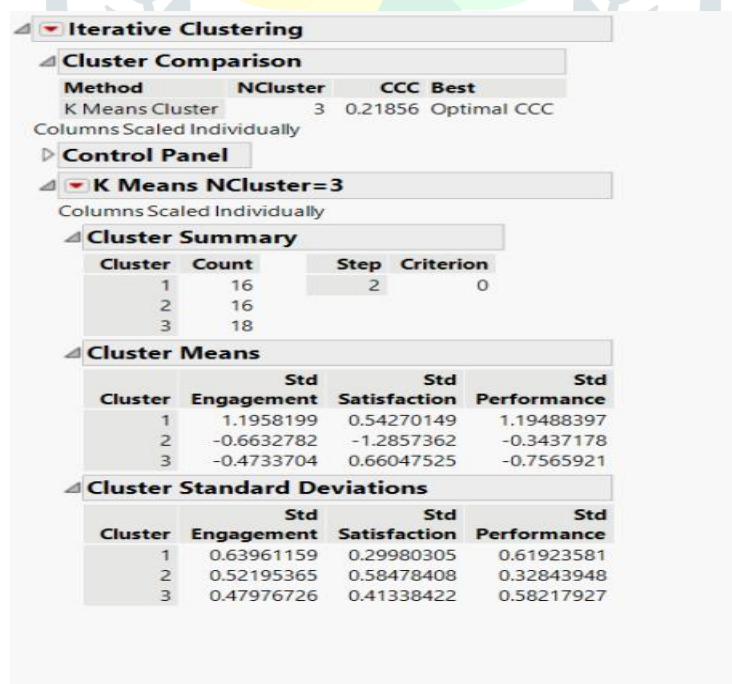 Iterative Clustering
Cluster Comparison
Method NCluster CCC Best
K Means Cluster 3 0.21856 Optimal CCC
Columns Scaled Individually
Control Panel
K Means NCluster=3
Columns Scaled Individually
Cluster Summary
Cluster Count Step Criterion
1 16 2 0
2 16
3 18
Cluster Means
Std Std Std
Cluster Engagement Satisfaction Performance
1 1.1958199 0.54270149 1.19488397
2 -0.6632782 -1.2857362 -0.3437178
3 -0.4733704 0.66047525 -0.7565921
Cluster Standard Deviations
Std Std Std
Cluster Engagement Satisfaction Performance
1 0.63961159 0.29980305 0.61923581
2 0.52195365 0.58478408 0.32843948
3 0.47976726 0.41338422 0.58217927